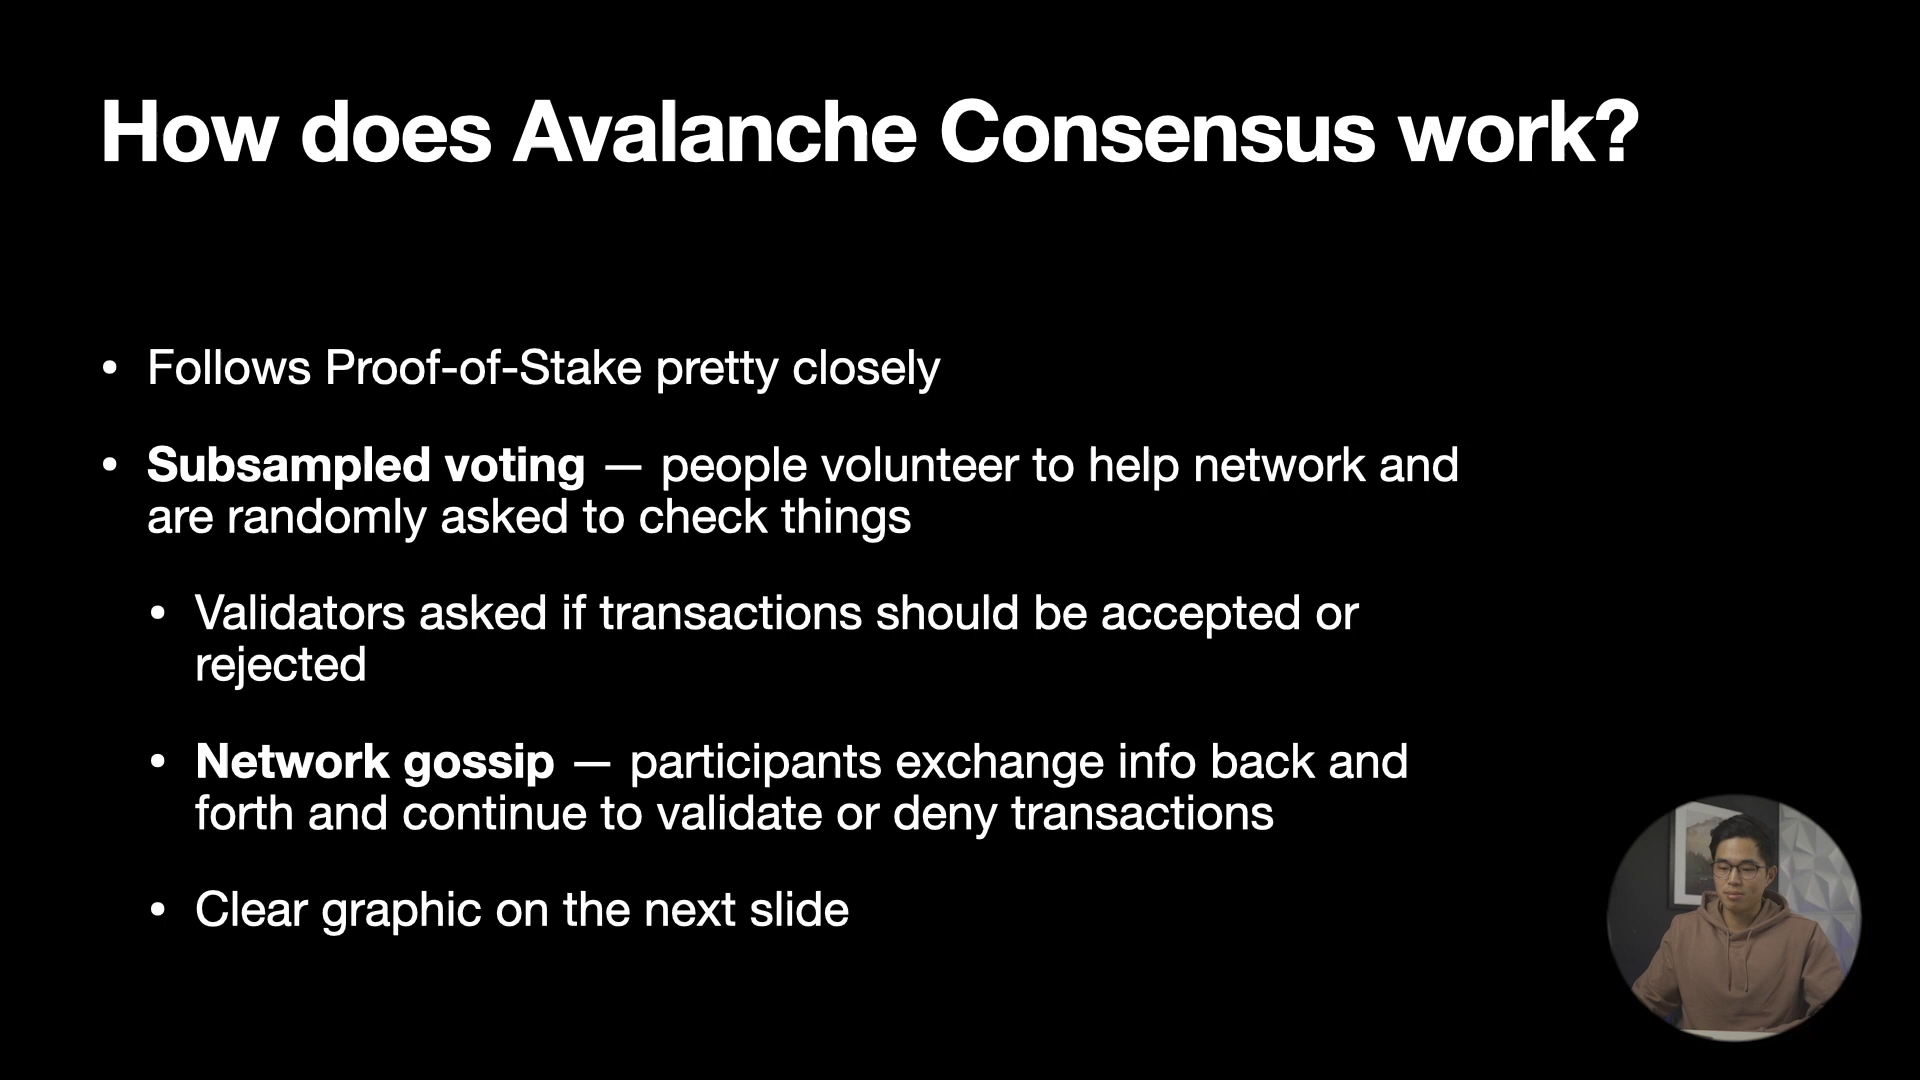 How does Avalanche Consensus work?
• Follows Proof-of-Stake pretty closely
• Subsampled voting — people volunteer to help network and
are randomly asked to check things
• Validators asked if transactions should be accepted or
rejected
• Network gossip — participants exchange info back and
forth and continue to validate or deny transactions
• Clear graphic on the next slide